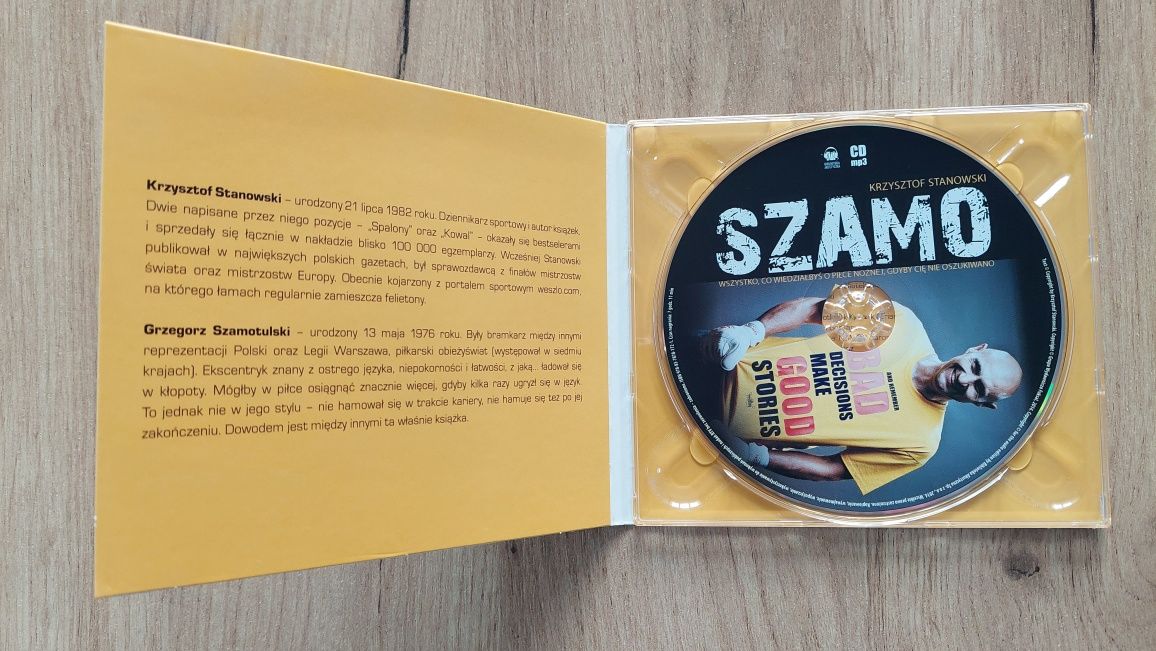 Krzysztof Stanowski – urodzony 21 lipca 1982 roku. Dziennikarz sportowy i autor książek.
Dwie napisane przez niego pozycje – „Spalony” oraz „Kowal” – okazały się bestselerami
i sprzedały się łącznie w nakładzie blisko 100 000 egzemplarzy. Wcześniej Stanowski
publikował w największych polskich gazetach, był sprawozdawcą z finałów mistrzostw
świata oraz mistrzostw Europy. Obecnie kojarzony z portalem sportowym weszlo.com,
na którego łamach regularnie zamieszcza felietony.
Grzegorz Szamotulski – urodzony 13 maja 1976 roku. Były bramkarz między innymi
reprezentacji Polski oraz Legii Warszawa, piłkarski obieżyświat (występował w siedmiu
krajach). Ekscentryk znany z ostrego języka, niepokorności i łatwości, z jaką... ładował się
w kłopoty. Mógłby w piłce osiągnąć znacznie więcej, gdyby kilka razy ugryzł się w język.
To jednak nie w jego stylu – nie hamował się w trakcie kariery, nie hamuje się też po jej
zakończeniu. Dowodem jest między innymi ta właśnie książka.
CD
mp3
KRZYSZTOF STANOWSKI
SZAMO
WSZYSTKO, CO WIEDZIAŁBYŚ O PIŁCE NOŻNEJ, GDYBY CIĘ NIE OSZUKIWANO
AND REMEMBER
BAD
DECISIONS
MAKE
GOOD
STORIES